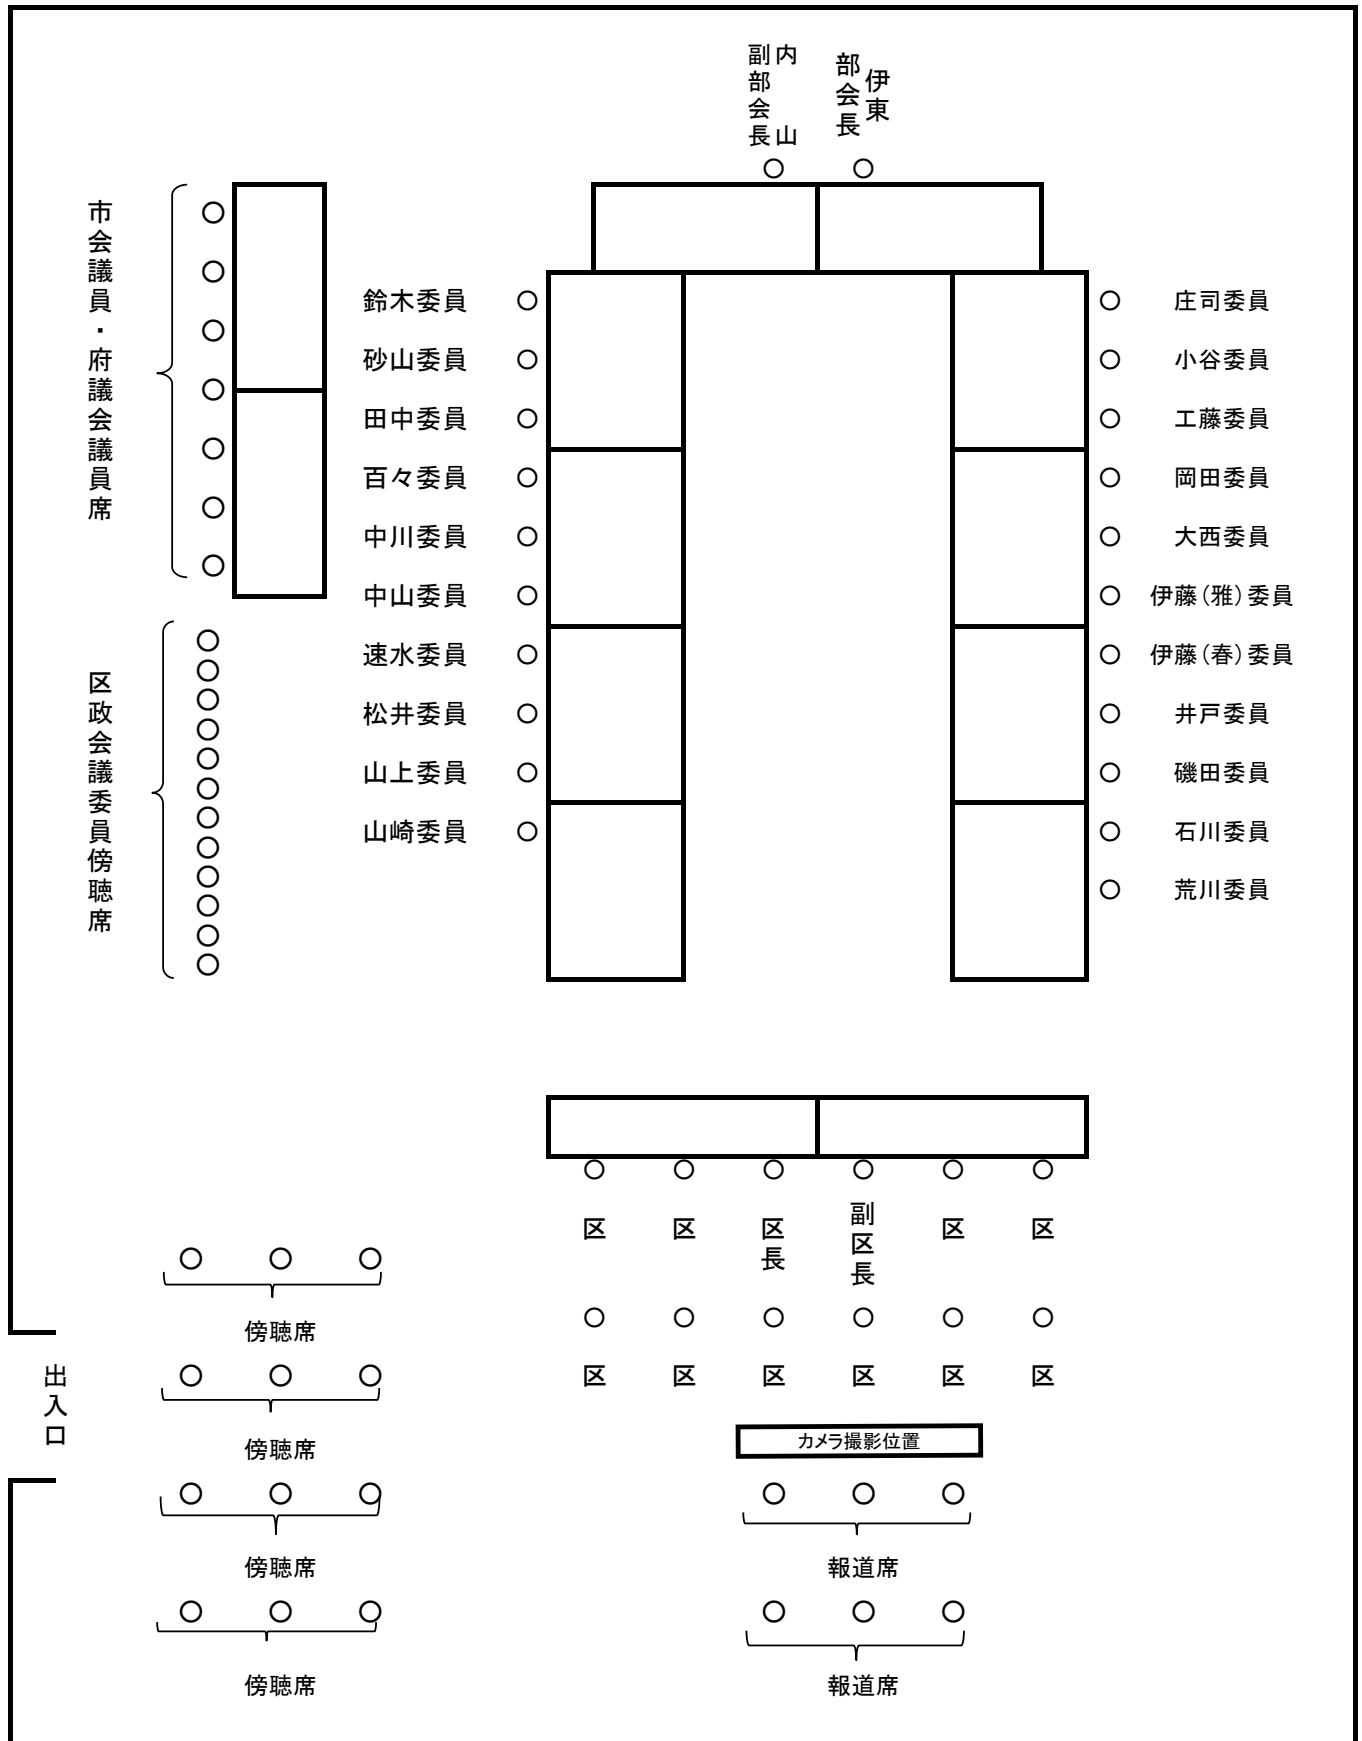 伊東
部会長
内山
副部会長
市会議員・府議会議員席
鈴木委員
庄司委員
砂山委員
小谷委員
田中委員
工藤委員
百々委員
岡田委員
中川委員
大西委員
中山委員
伊藤(雅)委員
速水委員
伊藤(春)委員
松井委員
井戸委員
山上委員
磯田委員
山崎委員
石川委員
荒川委員
区政会議委員傍聴席
区
区
区長
副区長
区
区
傍聴席
区
区
区
区
区
区
出入口
傍聴席
カメラ撮影位置
傍聴席
報道席
傍聴席
報道席